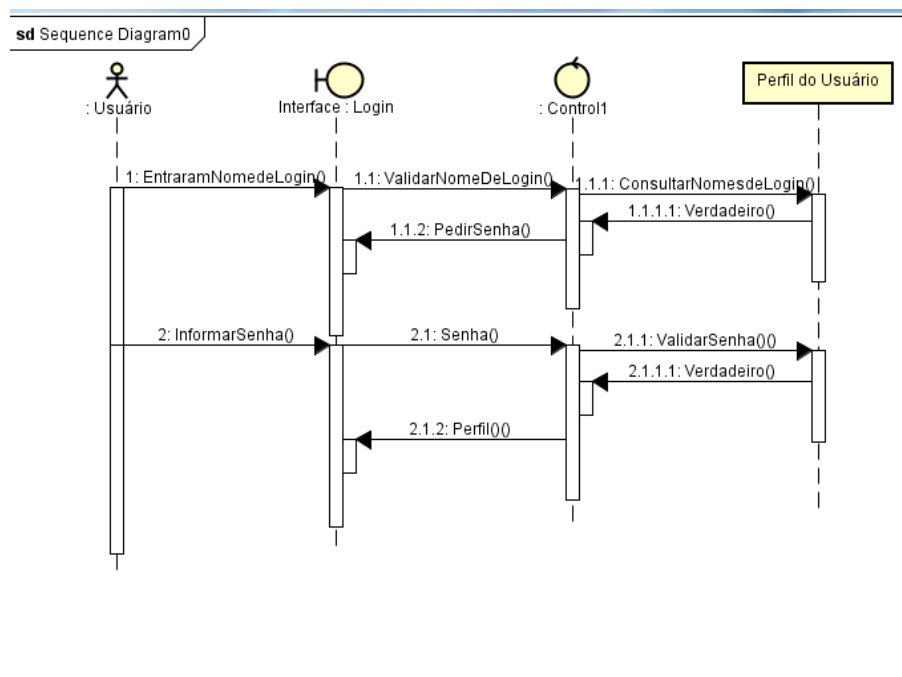 sd Sequence Diagram0
: Usuário
Interface : Login
: Control1
Perfil do Usuário
1: EntraramNomedeLogin()
1.1: ValidarNomeDeLogin()
1.1.1: ConsultarNomesdeLogin()
1.1.1.1: Verdadeiro()
1.1.2: PedirSenha()
2: InformarSenha()
2.1: Senha()
2.1.1: ValidarSenha()()
2.1.1.1: Verdadeiro()
2.1.2: Perfil()()